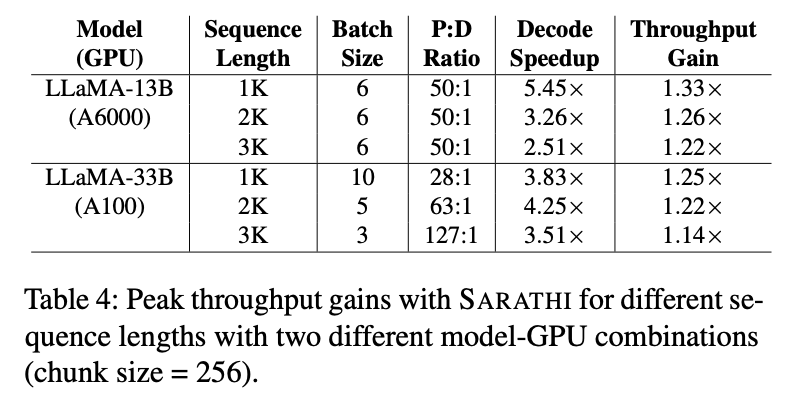 Model Sequence Batch P:D Decode Throughput
(GPU) Length Size Ratio Speedup Gain
LLaMA-13B 1K 6 50:1 5.45× 1.33×
(A6000) 2K 6 50:1 3.26× 1.26×
3K 6 50:1 2.51× 1.22×
LLaMA-33B 1K 10 28:1 3.83× 1.25×
(A100) 2K 5 63:1 4.25× 1.22×
3K 3 127:1 3.51× 1.14×
Table 4: Peak throughput gains with SARATHI for different se-
quence lengths with two different model-GPU combinations
(chunk size = 256).